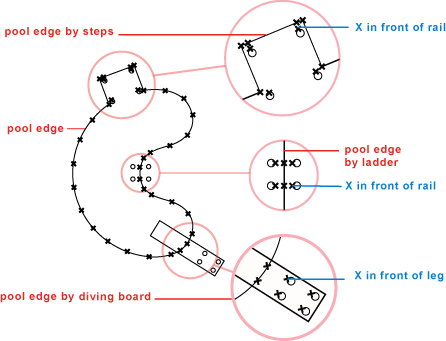 X in front of rail
pool edge by steps
pool edge
pool edge
by ladder
X in front of rail
X in front of leg
pool edge by diving board